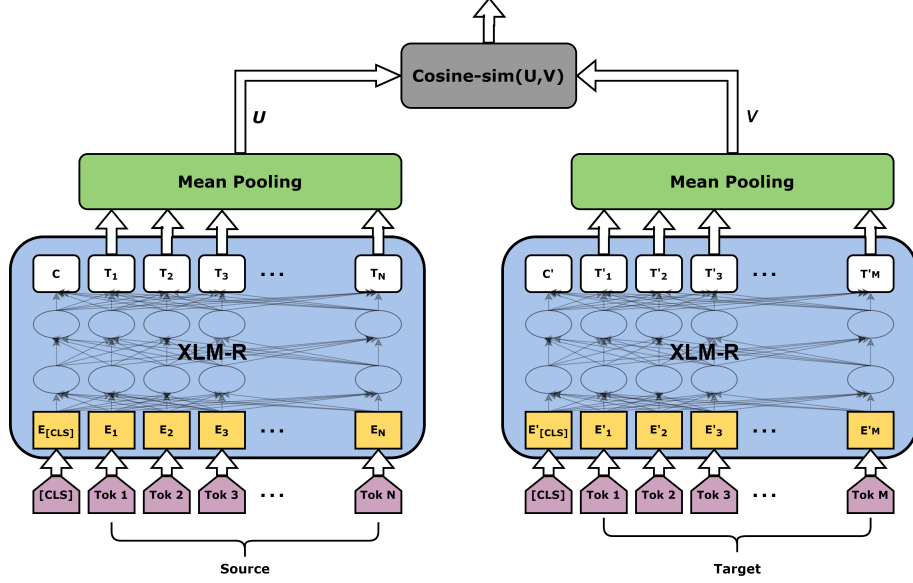 Cosine-sim(U,V)
U V
Mean Pooling Mean Pooling
C T1 T2 T3 ... TN C' T'1 T'2 T'3 ... T'M
XLM-R XLM-R
E[CLS] E1 E2 E3 ... EN E'[CLS] E'1 E'2 E'3 ... E'M
[CLS] Tok 1 Tok 2 Tok 3 ... Tok N [CLS] Tok 1 Tok 2 Tok 3 ... Tok M
Source Target